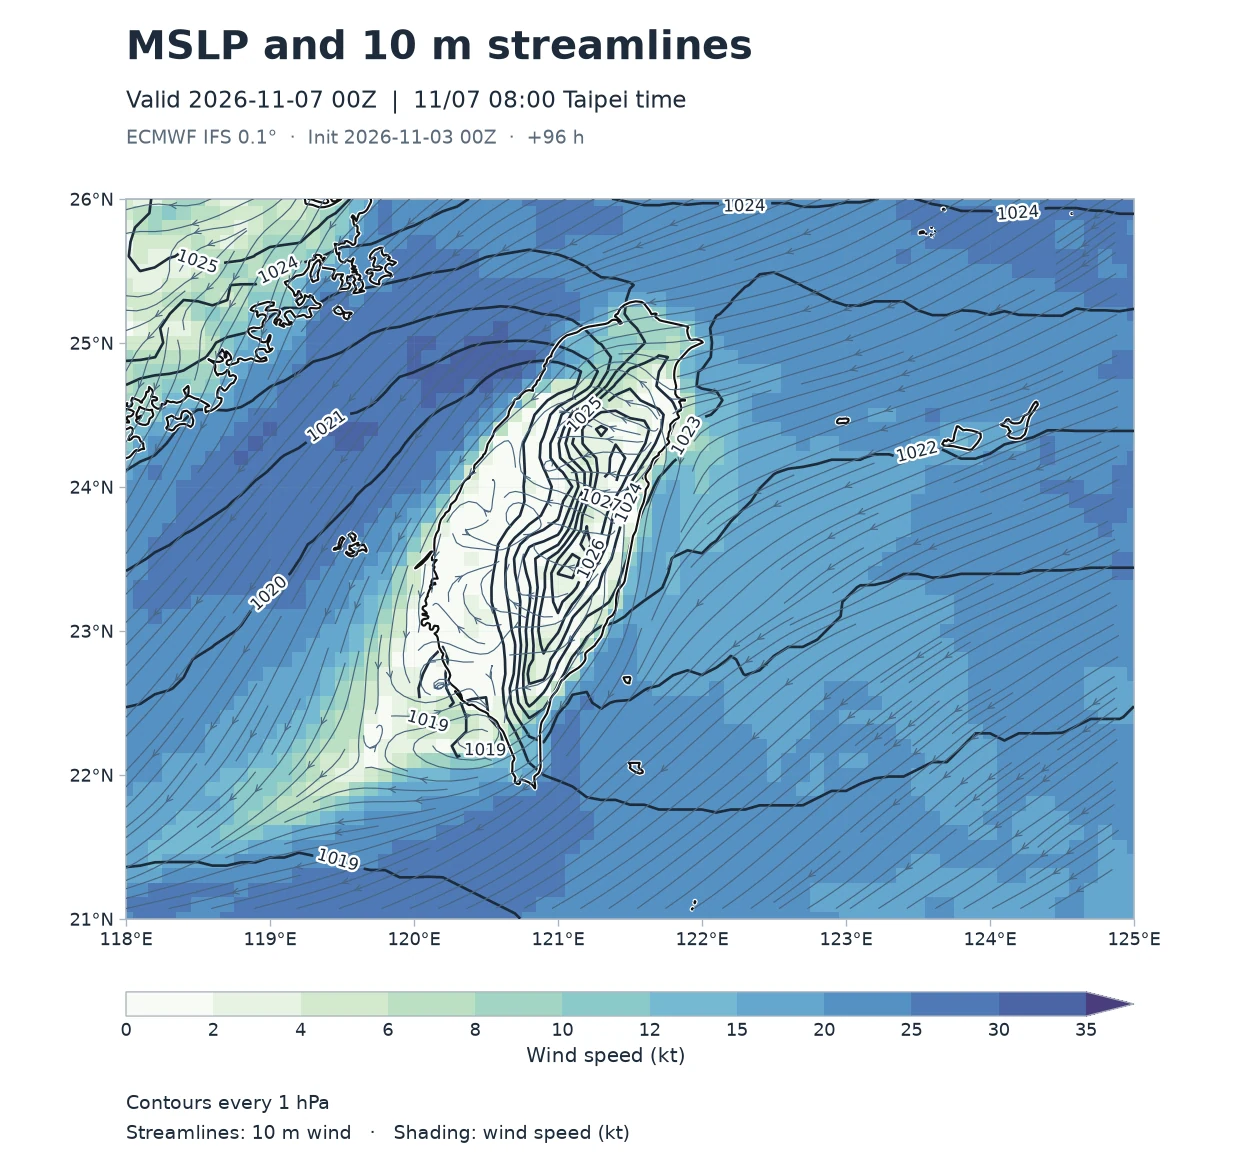 MSLP and 10 m streamlines
Valid 2026-11-07 00Z | 11/07 08:00 Taipei time
ECMWF IFS 0.1° · Init 2026-11-03 00Z · +96 h
26°N
25°N
24°N
23°N
22°N
21°N
1024
1024
1025
1024
1021
1020
1025
1023
1022
1027
1024
1026
1019
1019
1019
118°E 119°E 120°E 121°E 122°E 123°E 124°E 125°E
0 2 4 6 8 10 12 15 20 25 30 35
Wind speed (kt)
Contours every 1 hPa
Streamlines: 10 m wind · Shading: wind speed (kt)